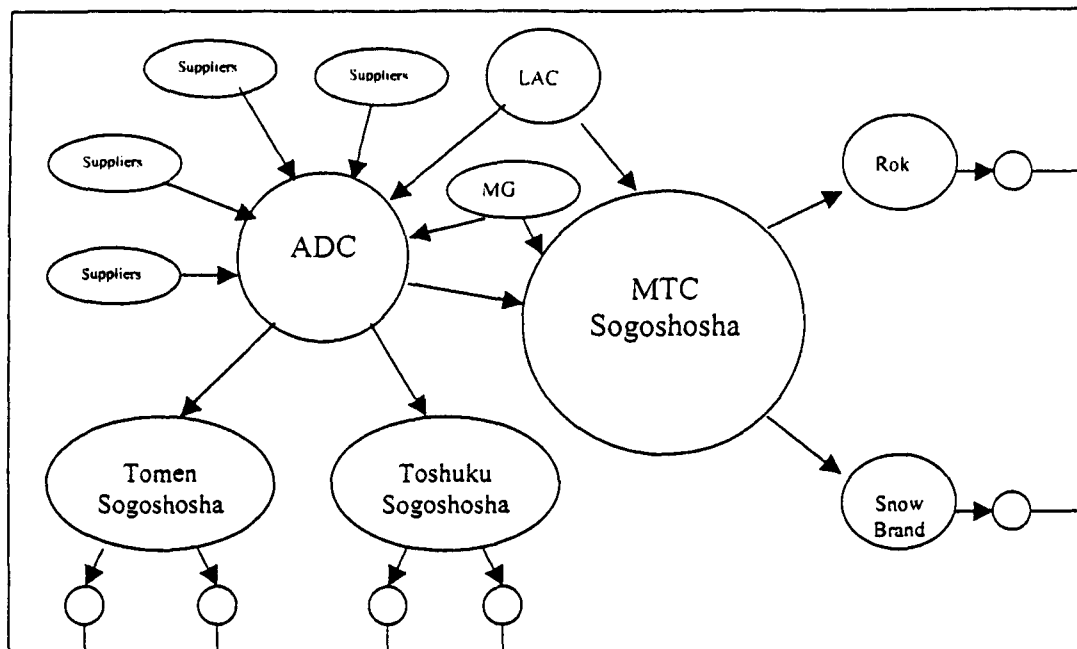 Suppliers
Suppliers
LAC
Suppliers
Rok
MG
ADC
Suppliers
MTC
Sogoshosha
Tomen
Sogoshosha
Toshuku
Sogoshosha
Snow
Brand